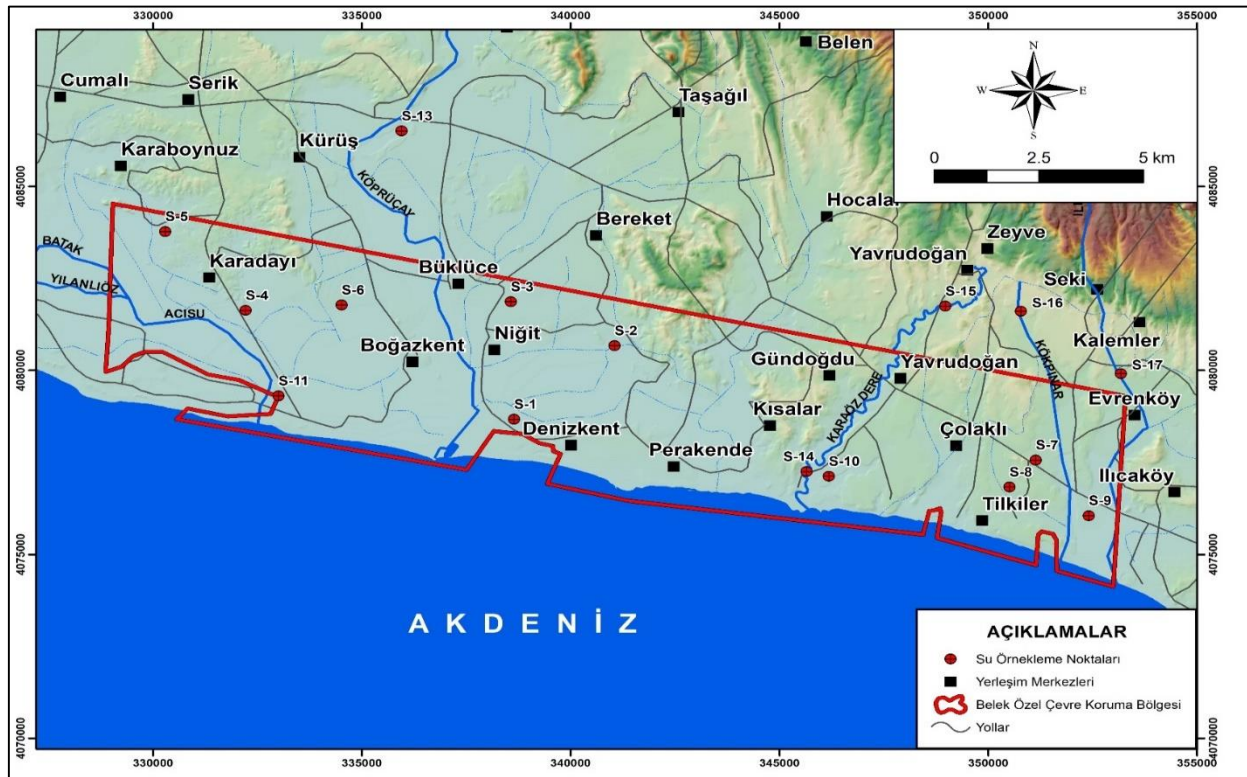 330000
335000
340000
345000
350000
355000
Belen
N
W
E
S
0
2.5
5 km
Cumalı
Serik
S-13
Taşağıl
Kürüş
Karaboynuz
4085000
4085000
KÖPRÜÇAY
Hocalar
S-5
Bereket
Zeyve
BATAK
Yavrudoğan
Karadayı
Büklüce
Seki
YILANLIÖZ
S-6
S-3
S-15
S-4
S-16
ACISU
Kalemler
S-2
Niğit
Boğazkent
Gündoğdu
Yavrudoğan
KÖKPINAR
4080000
4080000
S-17
S-11
KARAÖZ DERE
Evrenköy
S-1
Kısalar
Denizkent
Çolaklı
Perakende
S-7
S-14
S-10
S-8
Ilıcaköy
Tilkiler
S-9
4075000
4075000
AKDENİZ
AÇIKLAMALAR
Su Örnekleme Noktaları
Yerleşim Merkezleri
Belek Özel Çevre Koruma Bölgesi
Yollar
4070000
4070000
330000
335000
340000
345000
350000
355000